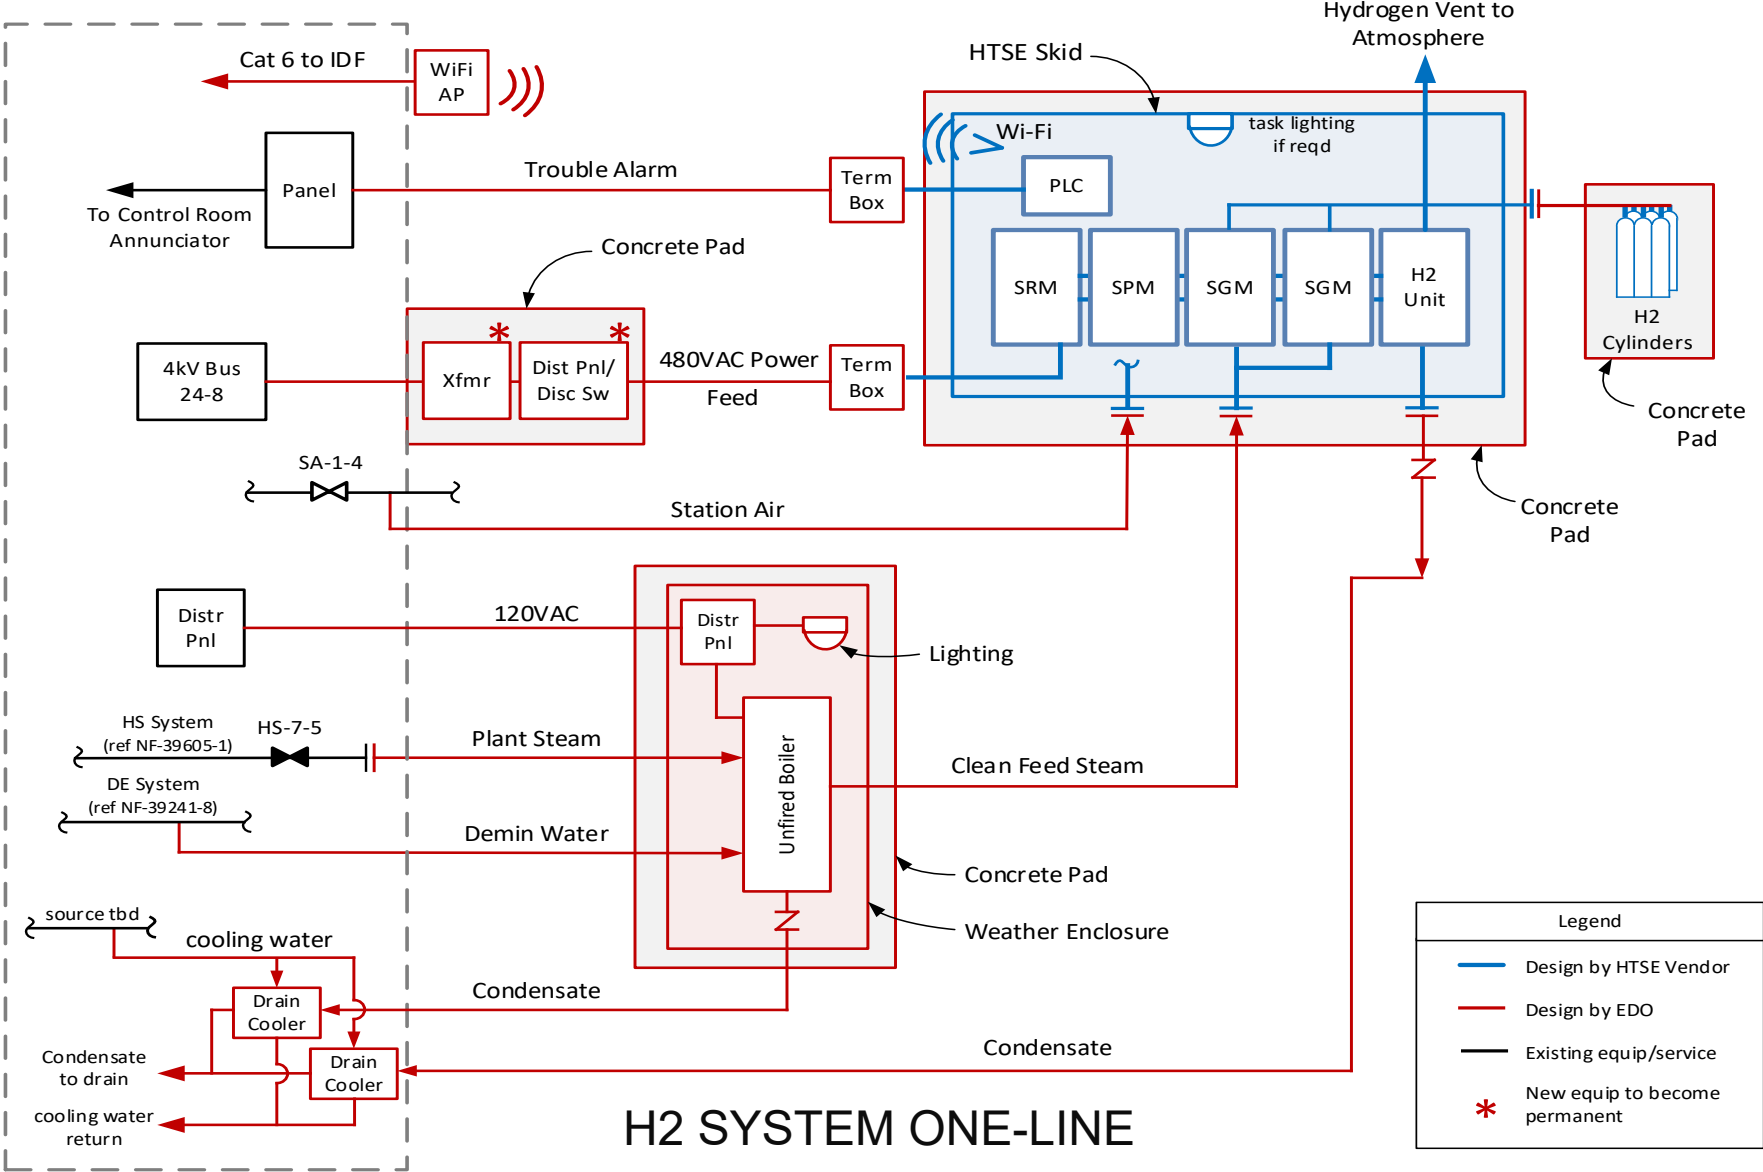 Hydrogen Vent to
Atmosphere
HTSE Skid
Cat 6 to IDF
WiFi
AP
Wi-Fi
task lighting
if reqd
Trouble Alarm
Term
Box
PLC
Panel
To Control Room
Annunciator
Concrete Pad
SRM
SPM
SGM
SGM
H2
Unit
H2
Cylinders
4kV Bus
24-8
Xfmr
Dist Pnl/
Disc Sw
480VAC Power
Feed
Term
Box
Concrete
Pad
SA-1-4
Station Air
Concrete
Pad
Distr
Pnl
120VAC
Distr
Pnl
Lighting
HS System
(ref NF-39605-1)
HS-7-5
Plant Steam
Unfired Boiler
Clean Feed Steam
DE System
(ref NF-39241-8)
Demin Water
Concrete Pad
Weather Enclosure
source tbd
cooling water
Drain
Cooler
Condensate
Drain
Cooler
Condensate
Condensate
to drain
cooling water
return
H2 SYSTEM ONE-LINE
Legend
Design by HTSE Vendor
Design by EDO
Existing equip/service
* New equip to become
permanent